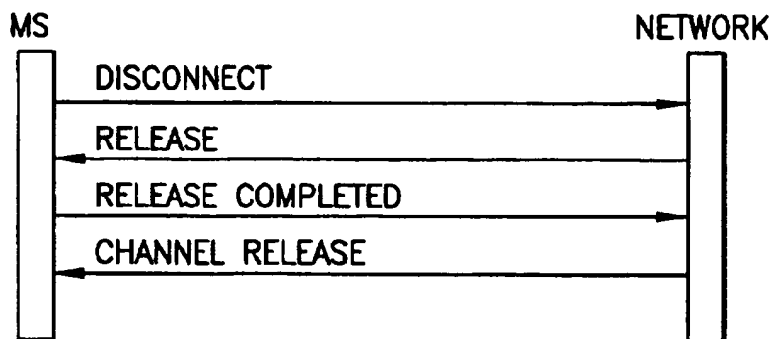 MS
NETWORK
DISCONNECT
RELEASE
RELEASE COMPLETED
CHANNEL RELEASE